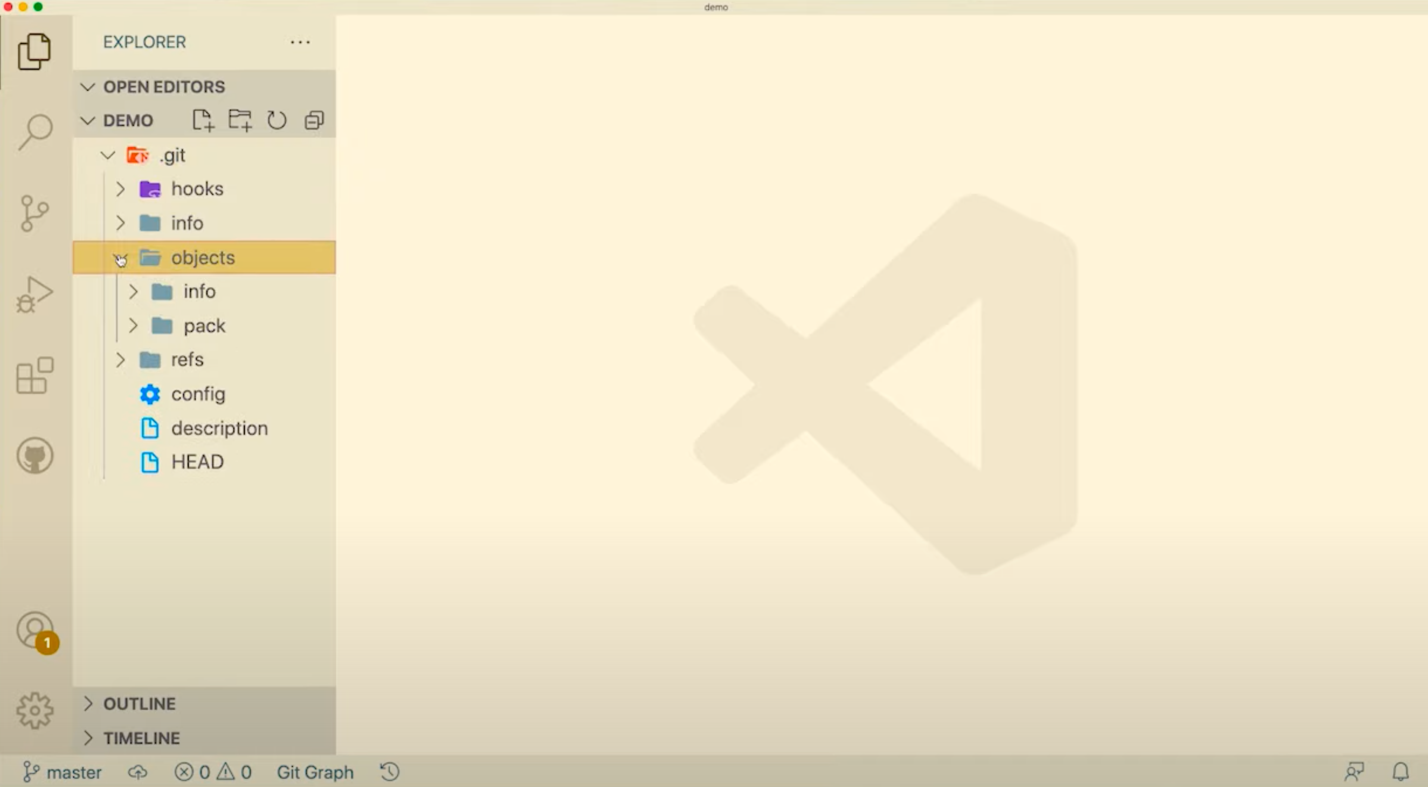 demo
EXPLORER
OPEN EDITORS
DEMO
.git
hooks
info
objects
info
pack
refs
config
description
HEAD
1
OUTLINE
TIMELINE
master 0 0 Git Graph